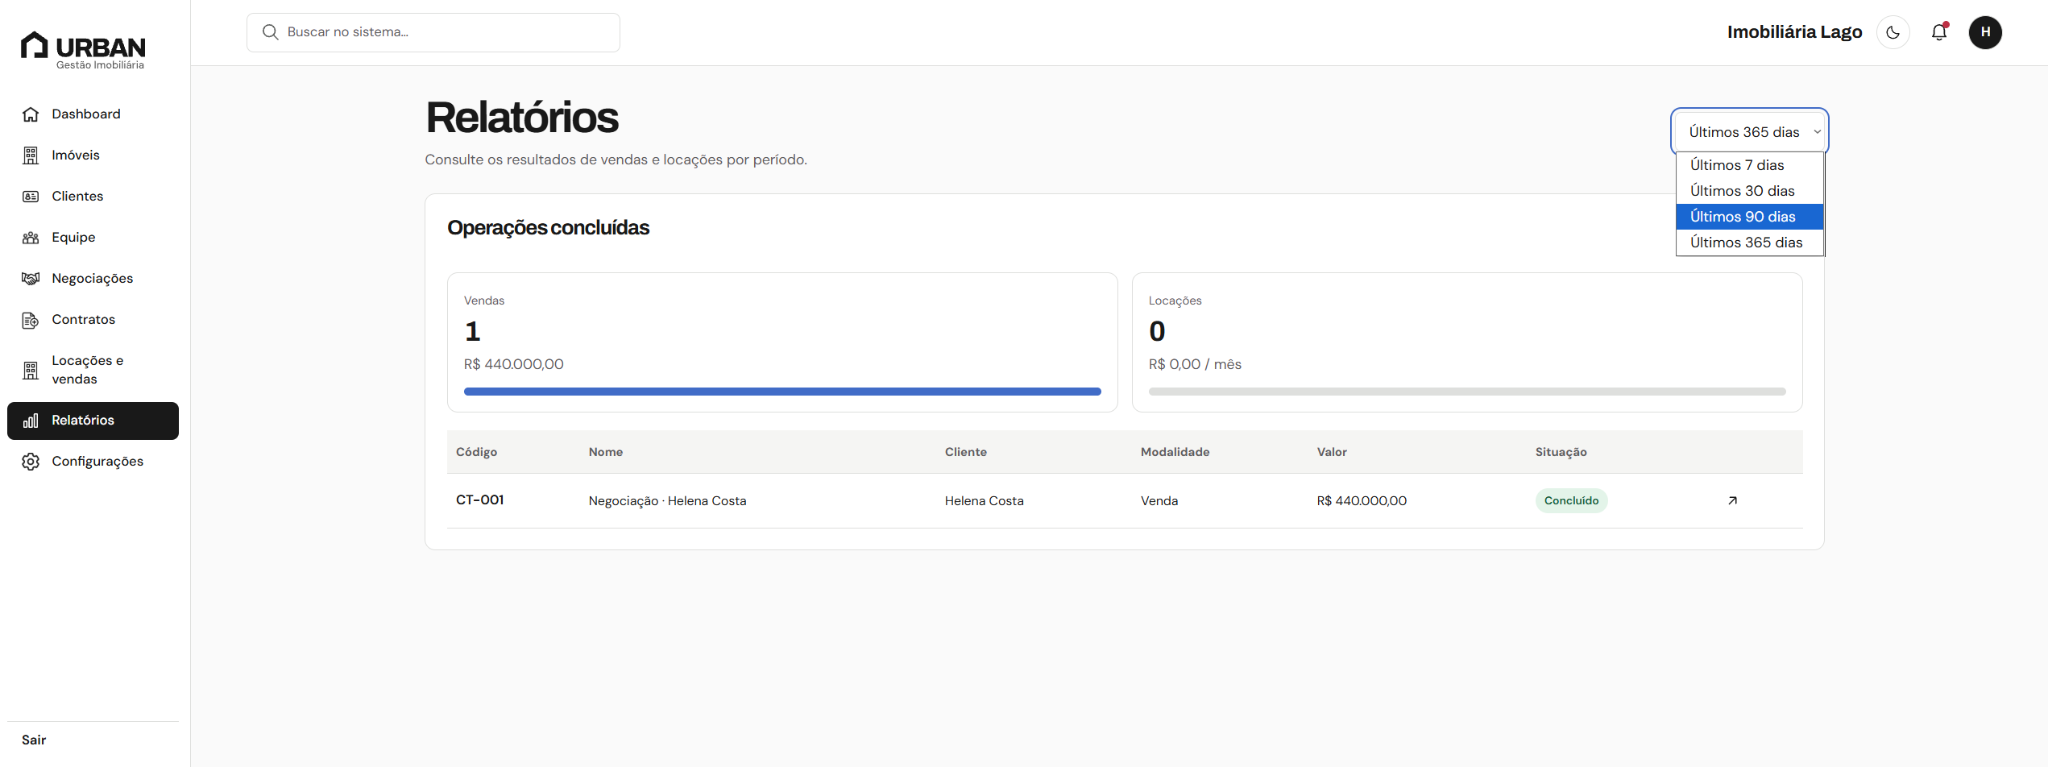 URBAN
Gestão Imobiliária
Buscar no sistema...
Imobiliária Lago
H
Dashboard
Imóveis
Clientes
Equipe
Negociações
Contratos
Locações e
vendas
Relatórios
Configurações
Sair
Relatórios
Consulte os resultados de vendas e locações por período.
Últimos 365 dias
Últimos 7 dias
Últimos 30 dias
Últimos 90 dias
Últimos 365 dias
Operações concluídas
Vendas
1
R$ 440.000,00
Locações
0
R$ 0,00 / mês
Código Nome Cliente Modalidade Valor Situação
CT-001 Negociação · Helena Costa Helena Costa Venda R$ 440.000,00 Concluído